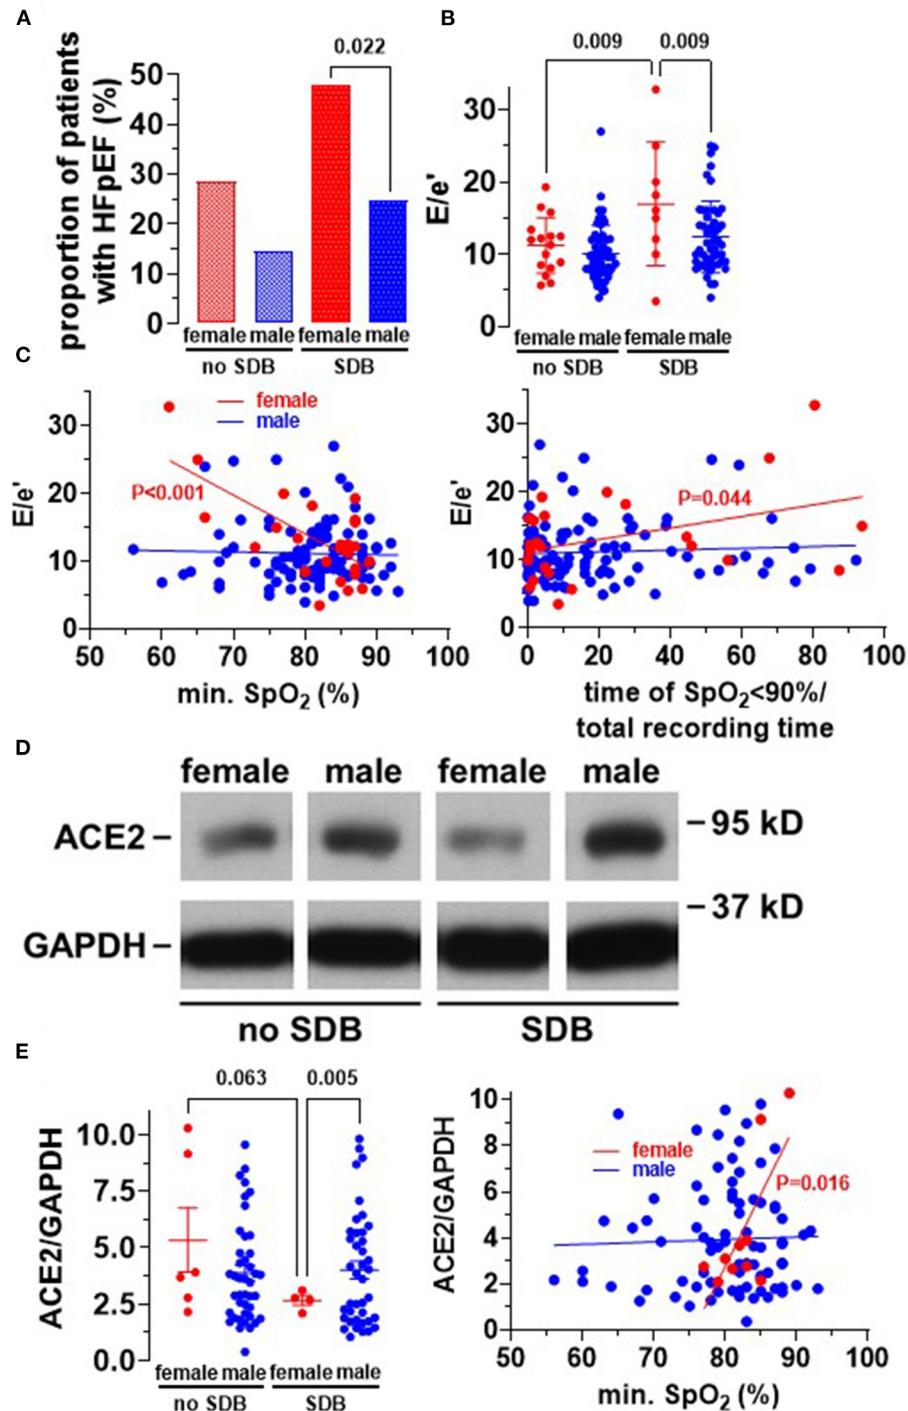 A
proportion of patients
with HFpEF (%)
50
40
30
20
10
0
0.022
female male female male
no SDB SDB
B
E/e'
30
20
10
0
0.009 0.009
female male female male
no SDB SDB
C
E/e'
30
20
10
0
female
male
P<0.001
50 60 70 80 90 100
min. SpO2 (%)
E/e'
30
20
10
0
P=0.044
0 20 40 60 80 100
time of SpO2<90%/
total recording time
D
female male female male
ACE2 –
– 95 kD
– 37 kD
GAPDH –
no SDB SDB
E
ACE2/GAPDH
10.0
7.5
5.0
2.5
0.0
0.063 0.005
female male female male
no SDB SDB
ACE2/GAPDH
10
8
6
4
2
0
female
male
P=0.016
50 60 70 80 90 100
min. SpO2 (%)